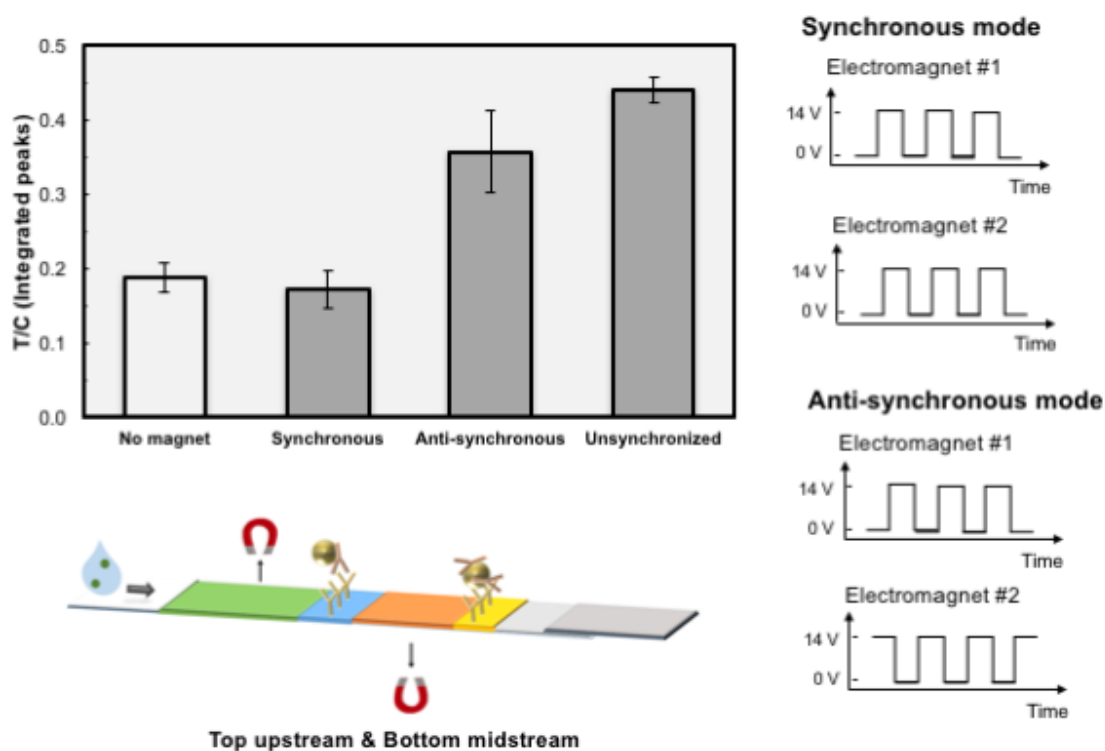 T/C (Integrated peaks)
0.5
0.4
0.3
0.2
0.1
0.0
No magnet
Synchronous
Anti-synchronous
Unsynchronized
Top upstream & Bottom midstream
Synchronous mode
Electromagnet #1
14 V
0 V
Time
Electromagnet #2
14 V
0 V
Time
Anti-synchronous mode
Electromagnet #1
14 V
0 V
Time
Electromagnet #2
14 V
0 V
Time